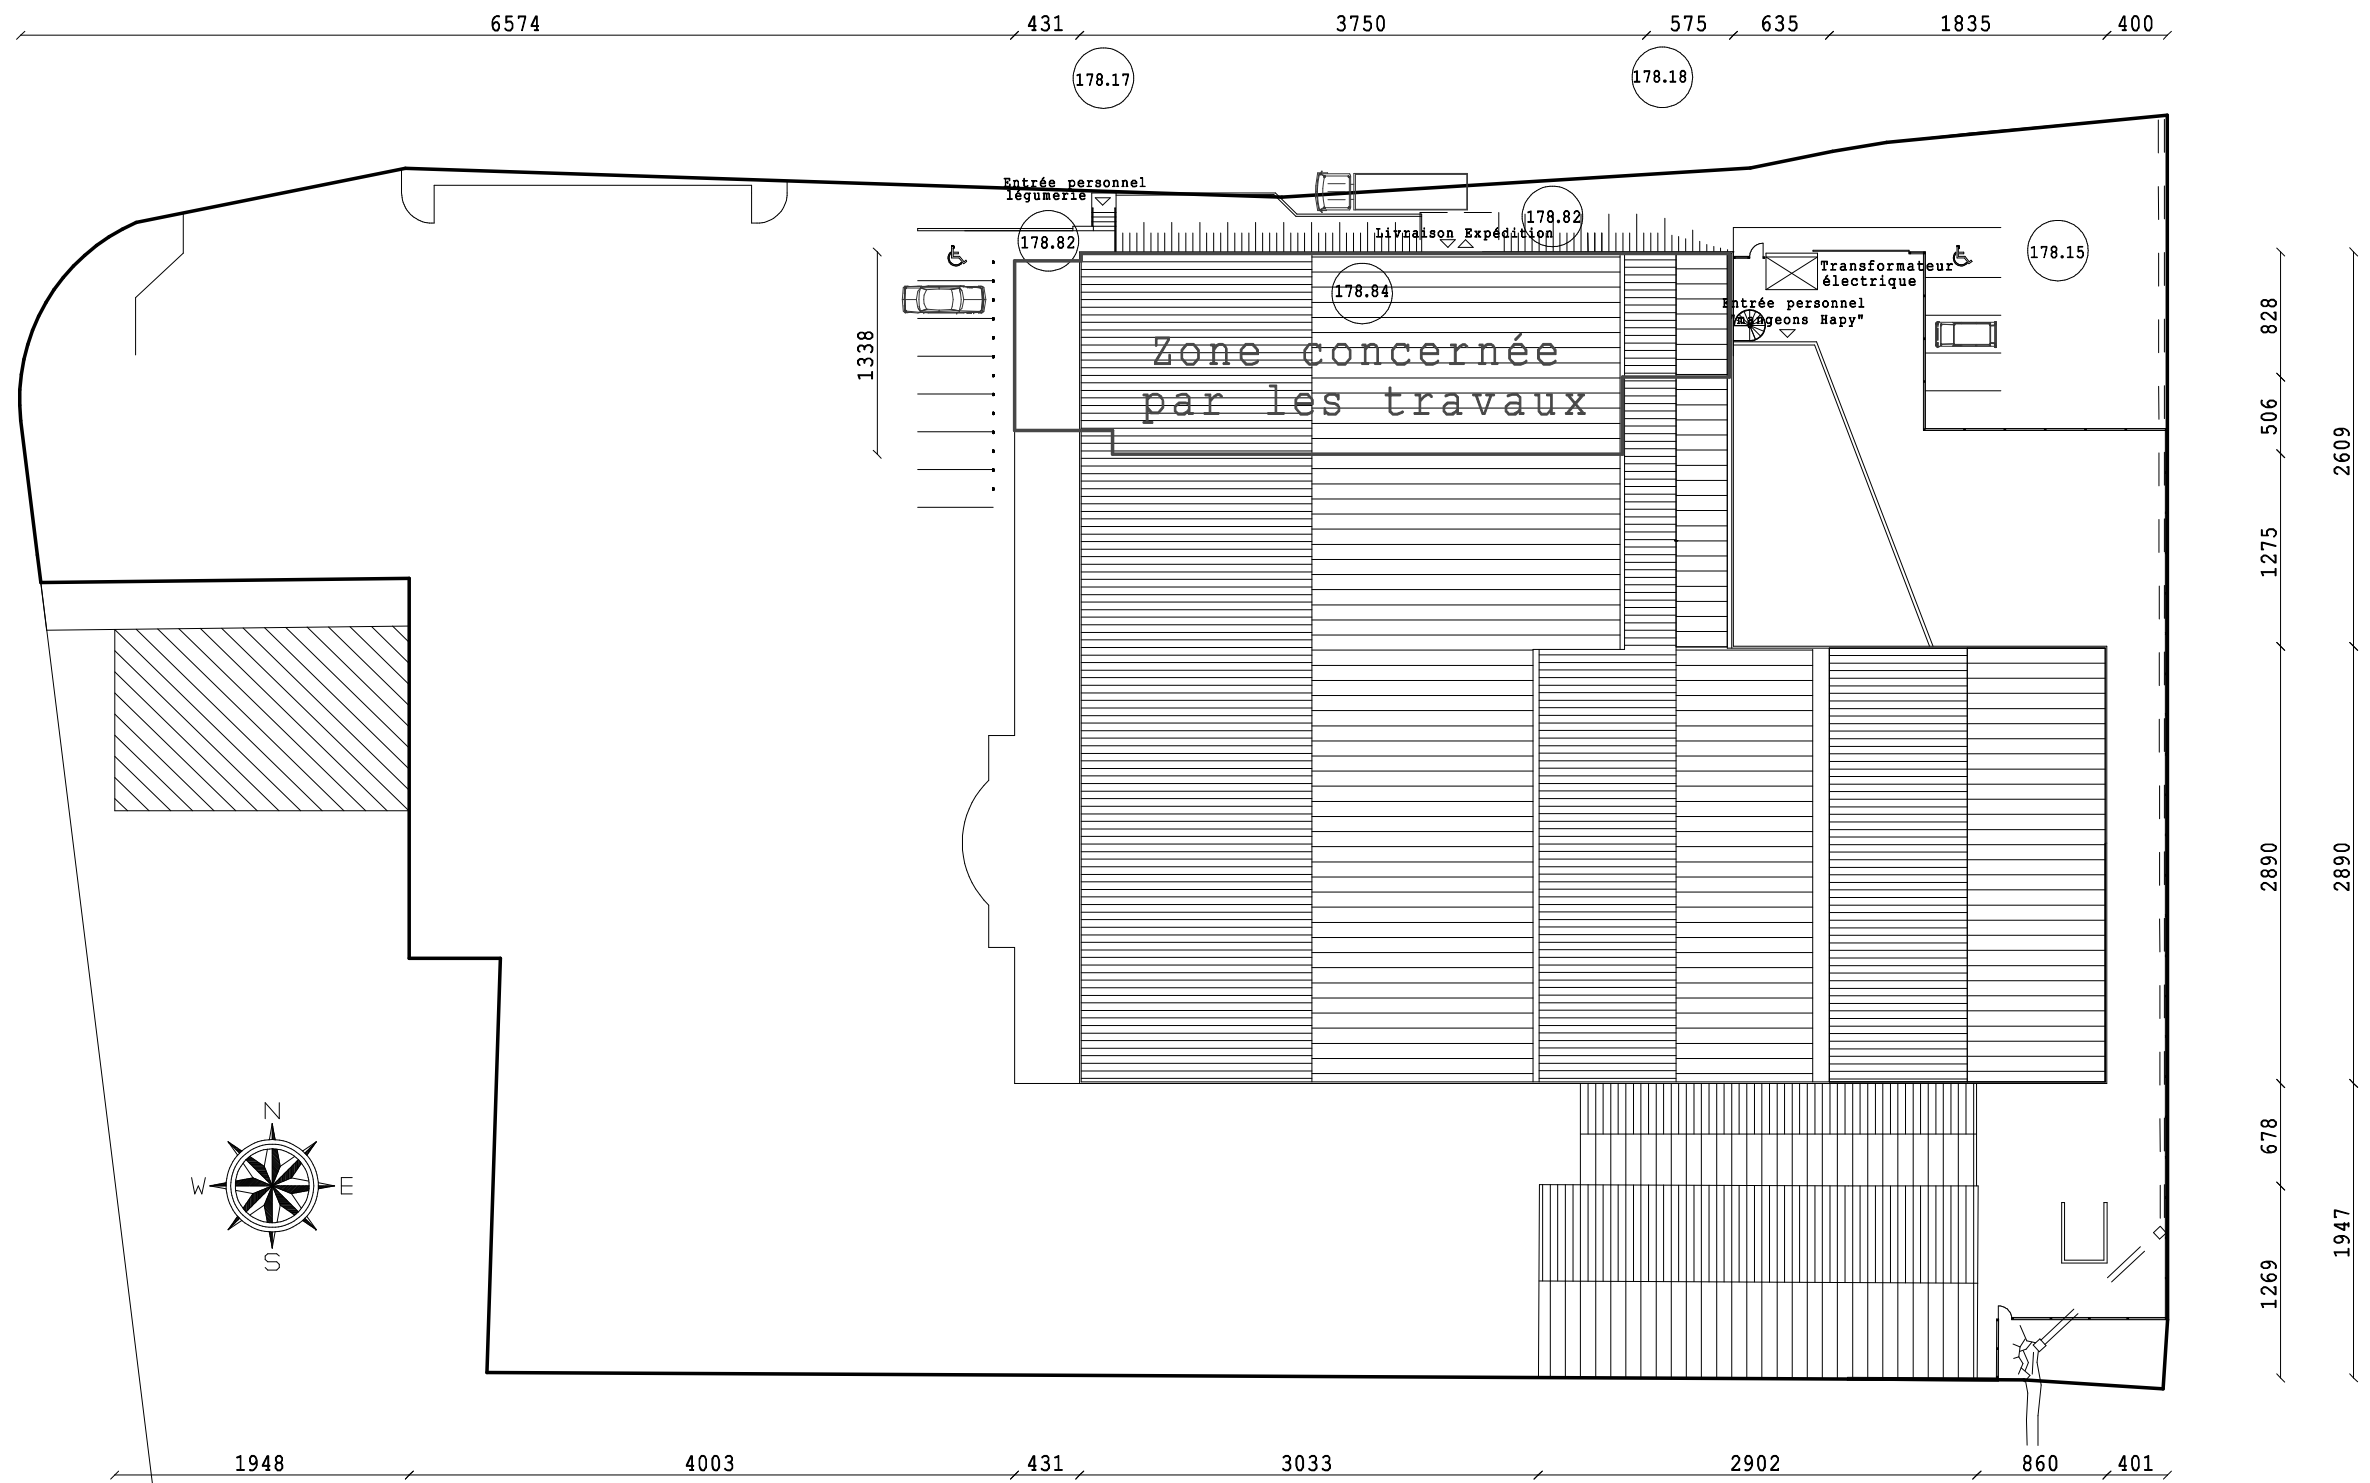 6574 431 3750 575 635 1835 400
178.17 178.18
Entrée personnel
légumerie
178.82 178.82
Livraison Expédition
178.15
Transformateur
électrique
178.84
Entrée personnel
"mangeons Hapy"
Zone concernée
par les travaux
1338
828
506
1275
2890
678
1269
2609
2890
1947
N
W E
S
1948 4003 431 3033 2902 860 401